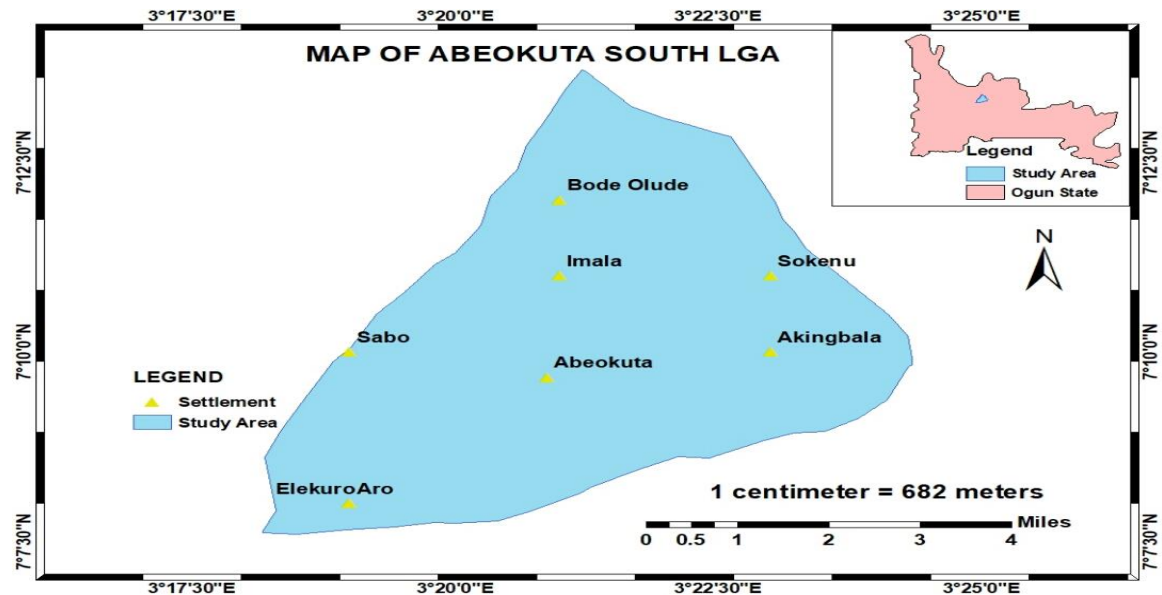 3°17'30"E 3°20'0"E 3°22'30"E 3°25'0"E
MAP OF ABEOKUTA SOUTH LGA
Legend
Study Area
Ogun State
7°12'30"N
7°12'30"N
Bode Olude
N
Imala
Sokenu
Sabo
Akingbala
Abeokuta
7°10'0"N
7°10'0"N
LEGEND
Settlement
Study Area
ElekuroAro
1 centimeter = 682 meters
Miles
0 0.5 1 2 3 4
7°7'30"N
7°7'30"N
3°17'30"E 3°20'0"E 3°22'30"E 3°25'0"E